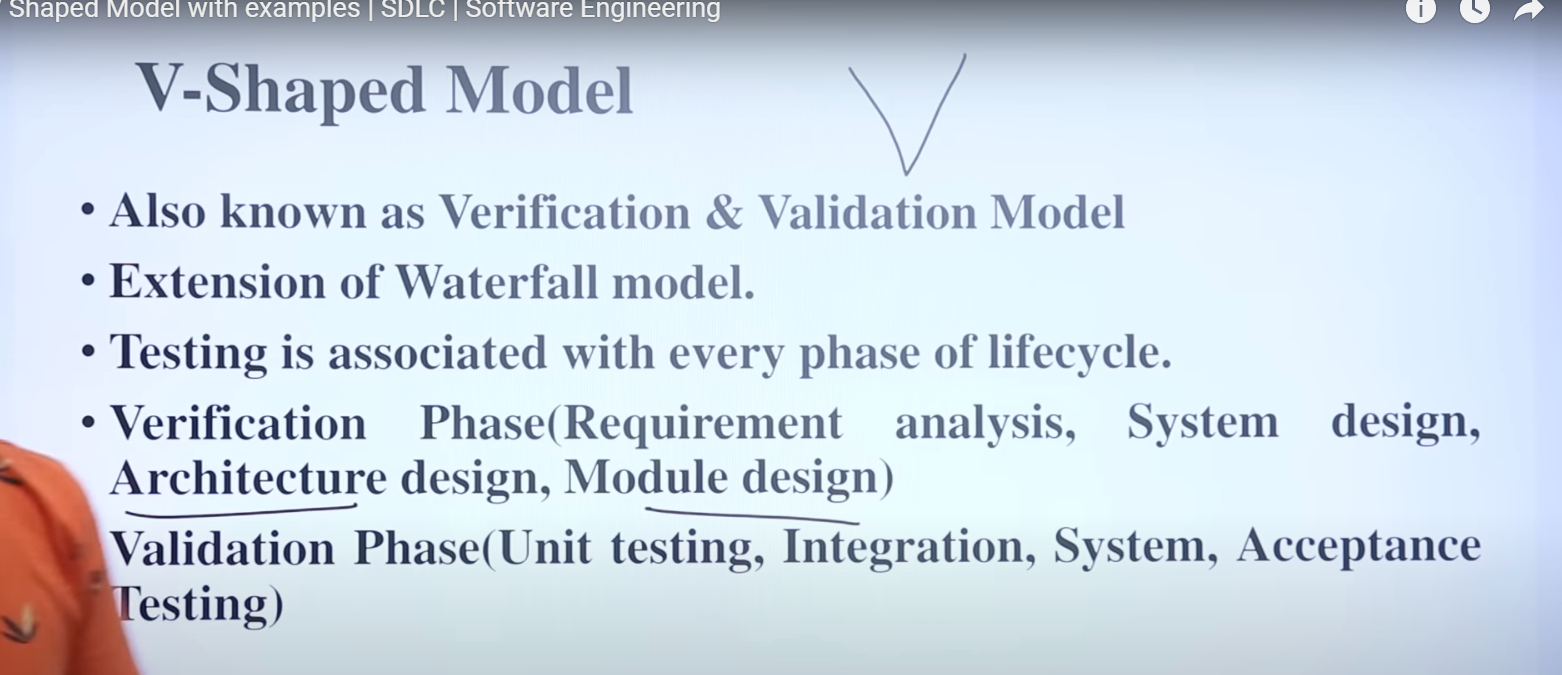 Shaped Model with examples | SDLC | Software Engineering
V-Shaped Model
• Also known as Verification & Validation Model
• Extension of Waterfall model.
• Testing is associated with every phase of lifecycle.
• Verification Phase(Requirement analysis, System design,
Architecture design, Module design)
Validation Phase(Unit testing, Integration, System, Acceptance
Testing)